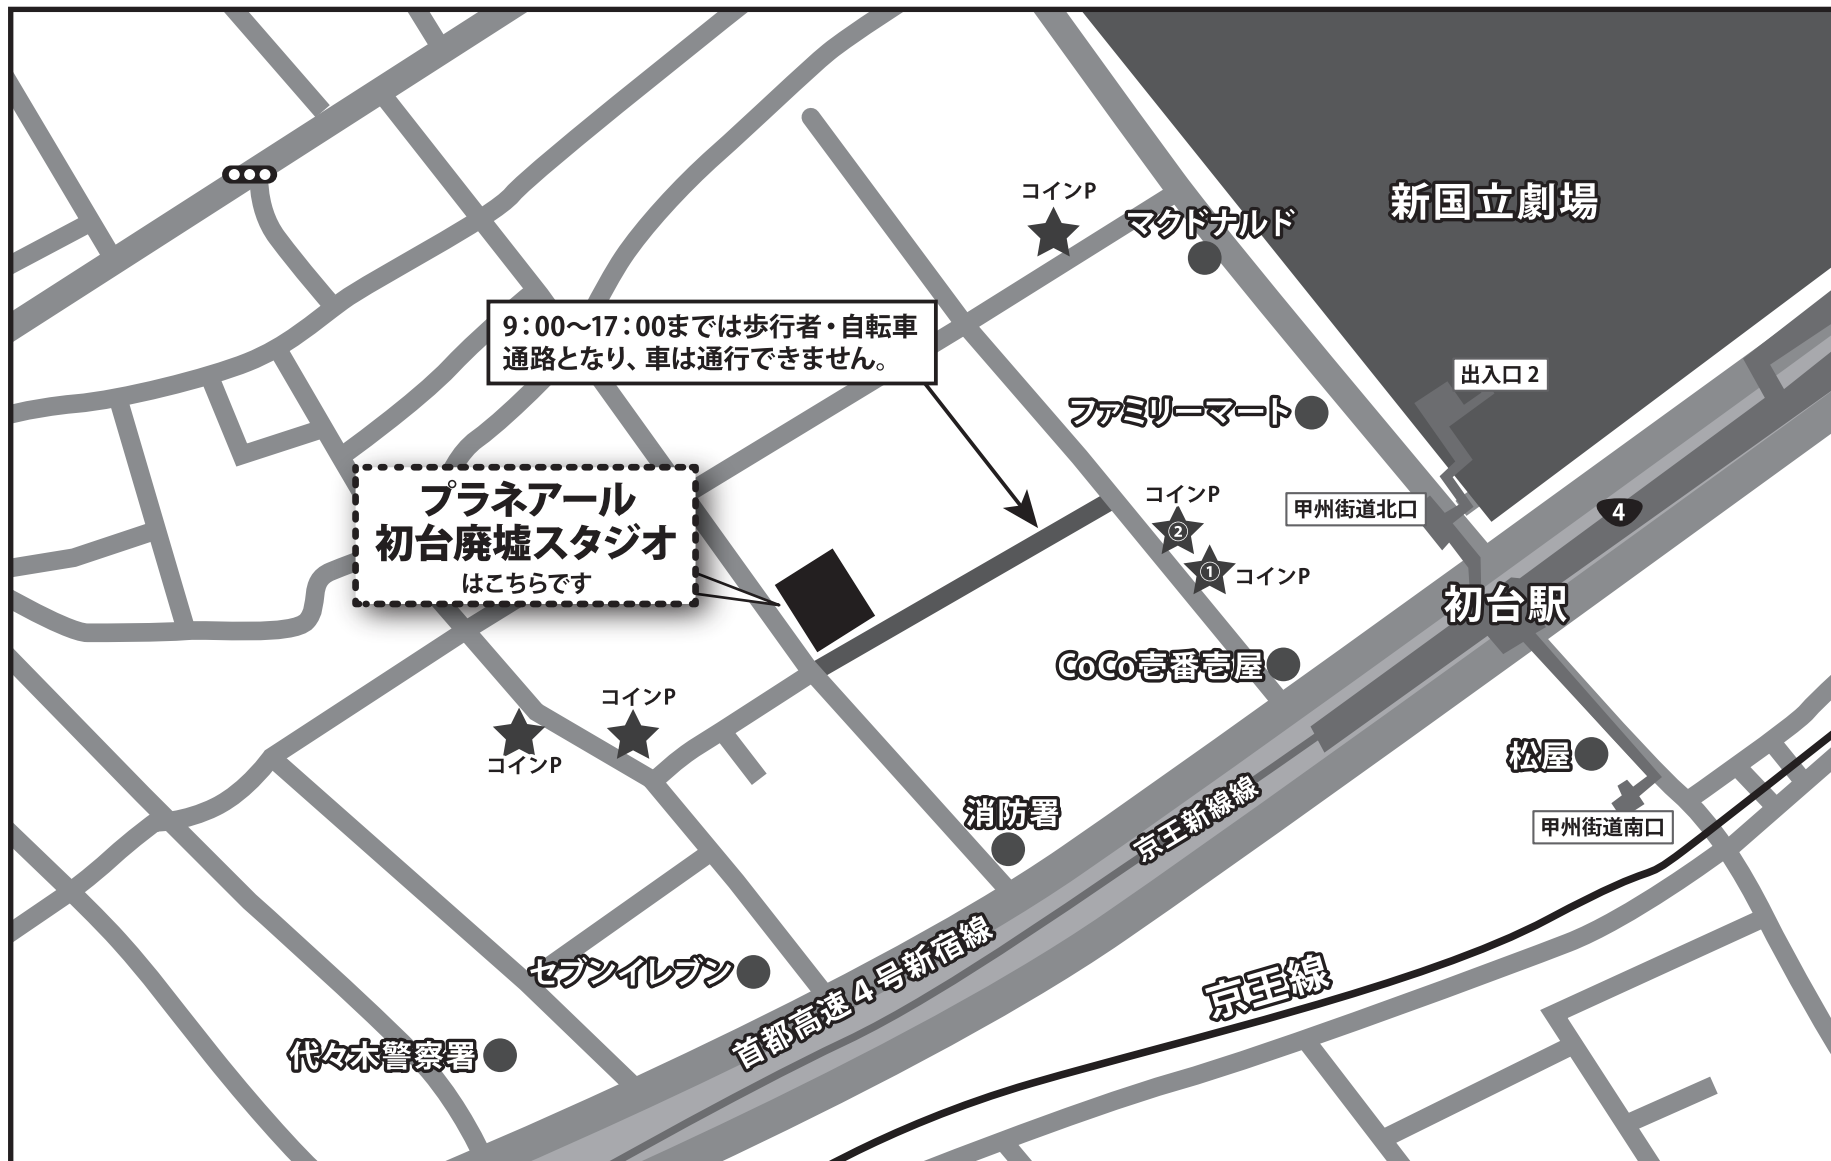 コインP
マクドナルド
新国立劇場
9：00～17：00までは歩行者・自転車
通路となり、車は通行できません。
出入口 2
ファミリーマート
プラネアール
初台廃墟スタジオ
はこちらです
コインP
2
甲州街道北口
4
1
コインP
初台駅
CoCo壱番壱屋
コインP
コインP
松屋
消防署
京王新線線
甲州街道南口
セブンイレブン
首都高速 4 号新宿線
京王線
代々木警察署